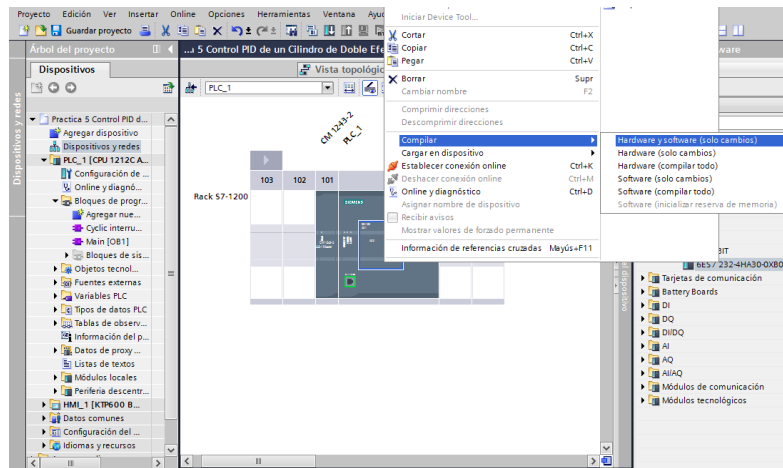 Proyecto Edición Ver Insertar Online Opciones Herramientas Ventana Ayu
Guardar proyecto
Árbol del proyecto
Dispositivos
Dispositivos y redes
Practica 5 Control PID d...
Agregar dispositivo
Dispositivos y redes
PLC_1 [CPU 1212C A...
Configuración de ...
Online y diagnó...
Bloques de progr...
Agregar nue...
Cyclic interru...
Main [OB1]
Bloques de sis...
Objetos tecnol...
Fuentes externas
Variables PLC
Tipos de datos PLC
Tablas de observ...
Información del p...
Datos de proxy ...
Listas de textos
Módulos locales
Periferia descentr...
HMI_1 [KTP600 B...
Datos comunes
Configuración del ...
Idiomas y recursos
...a 5 Control PID de un Cilindro de Doble Efe
Vista topológic
PLC_1
CM 1243-2
PLC_1
103 102 101
Rack S7-1200
SIEMENS
Iniciar Device Tool...
Cortar Ctrl+X
Copiar Ctrl+C
Pegar Ctrl+V
Borrar Supr
Cambiar nombre F2
Comprimir direcciones
Descomprimir direcciones
Compilar
Cargar en dispositivo
Establecer conexión online Ctrl+K
Deshacer conexión online Ctrl+M
Online y diagnóstico Ctrl+D
Asignar nombre de dispositivo
Recibir avisos
Mostrar valores de forzado permanente
Información de referencias cruzadas Mayús+F11
Hardware y software (solo cambios)
Hardware (solo cambios)
Hardware (compilar todo)
Software (solo cambios)
Software (compilar todo)
Software (inicializar reserva de memoria)
ware
BIT
6ES7 232-4HA30-0XB0
Tarjetas de comunicación
Battery Boards
DI
DQ
DI/DQ
AI
AQ
AI/AQ
Módulos de comunicación
Módulos tecnológicos